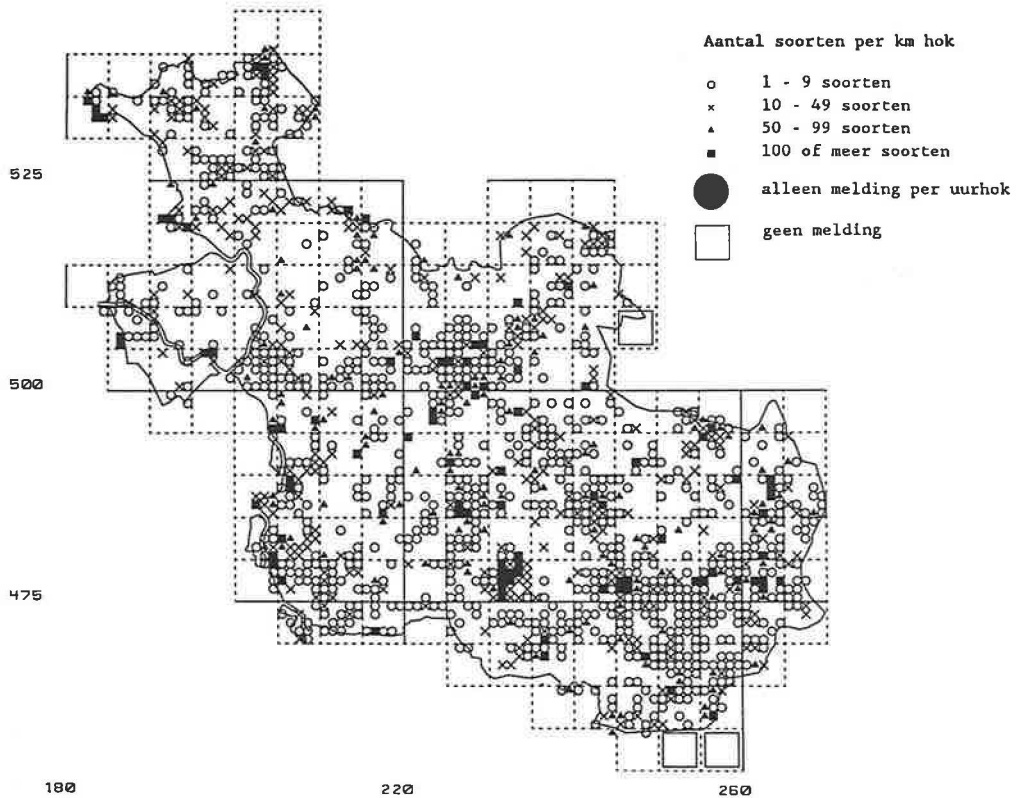 Aantal soorten per km hok
1 - 9 soorten
10 - 49 soorten
50 - 99 soorten
100 of meer soorten
alleen melding per uurhok
geen melding
525
500
475
180
220
260